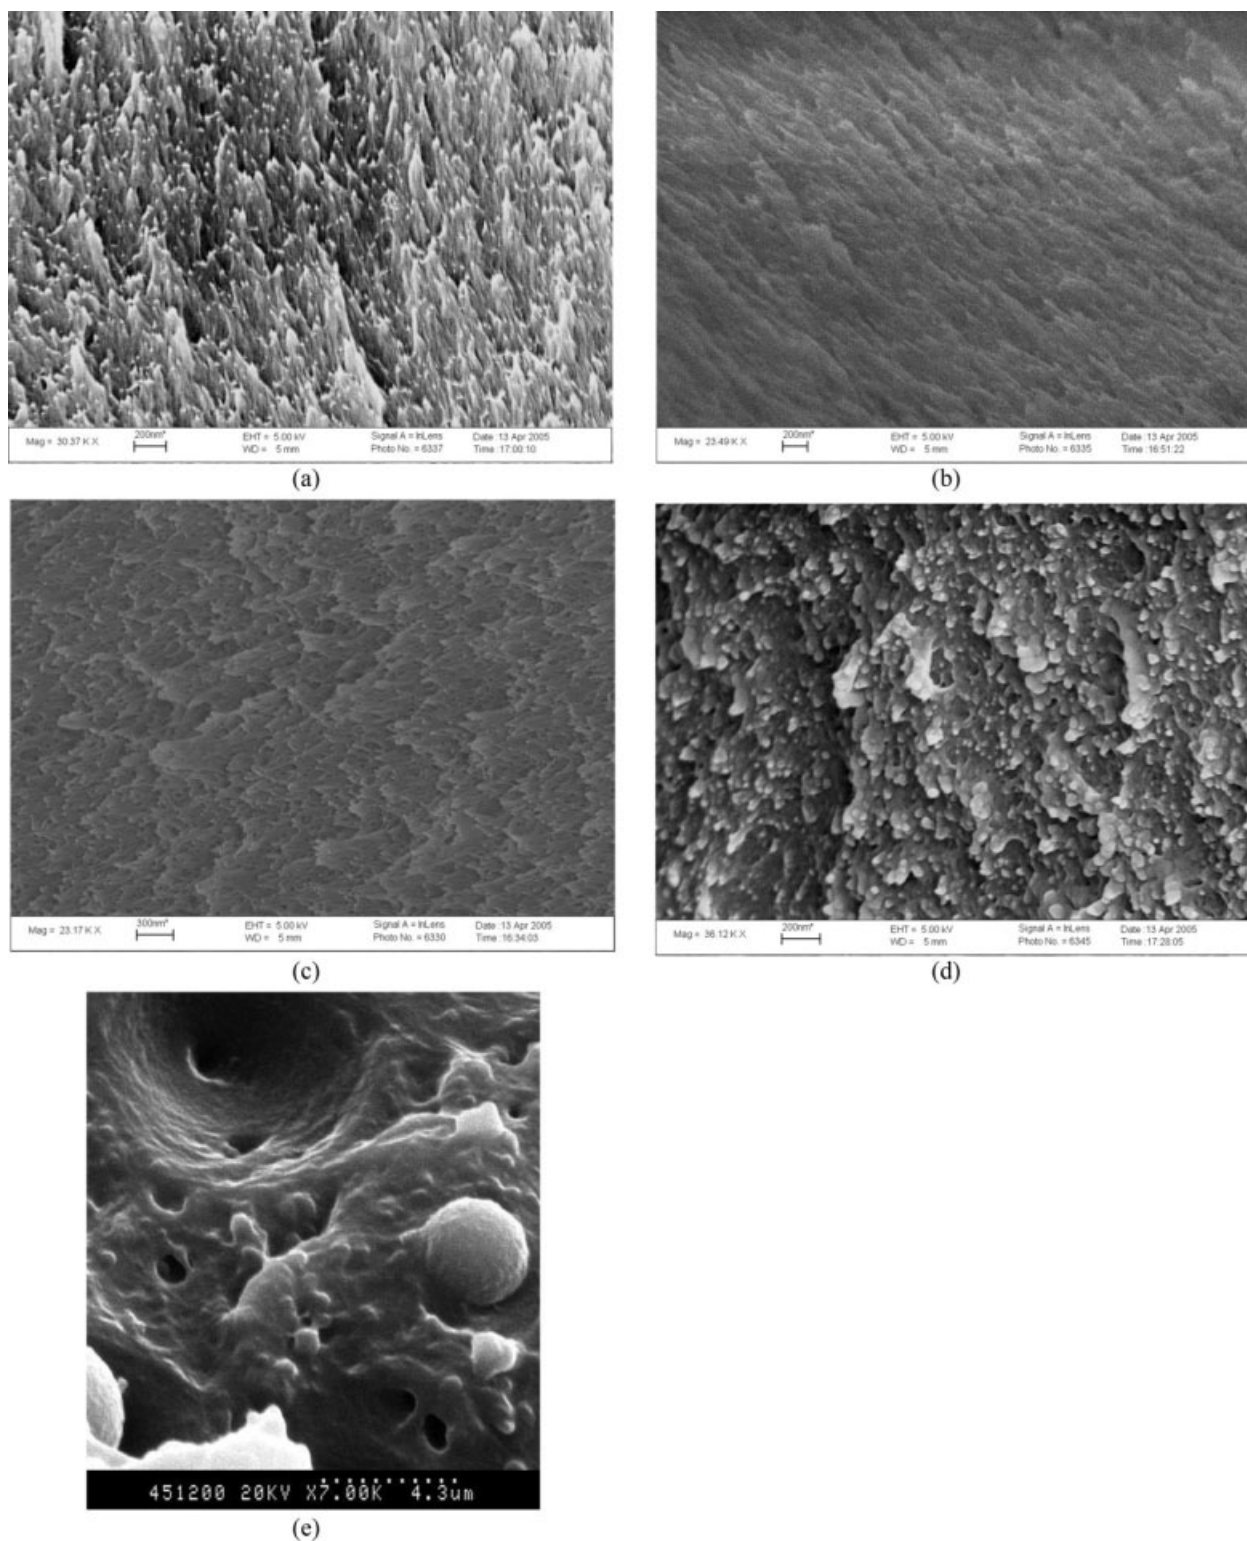 Mag = 30.37 K X 200nm* EHT = 5.00 kV Signal A = InLens Date :13 Apr 2005
WD = 5 mm Photo No. = 6337 Time :17:00:10
(a)
Mag = 23.49 K X 200nm* EHT = 5.00 kV Signal A = InLens Date :13 Apr 2005
WD = 5 mm Photo No. = 6335 Time :16:51:22
(b)
Mag = 23.17 K X 300nm* EHT = 5.00 kV Signal A = InLens Date :13 Apr 2005
WD = 5 mm Photo No. = 6330 Time :16:34:03
(c)
Mag = 36.12 K X 200nm* EHT = 5.00 kV Signal A = InLens Date :13 Apr 2005
WD = 5 mm Photo No. = 6345 Time :17:28:05
(d)
451200 20KV X7.00K 4.3um
(e)